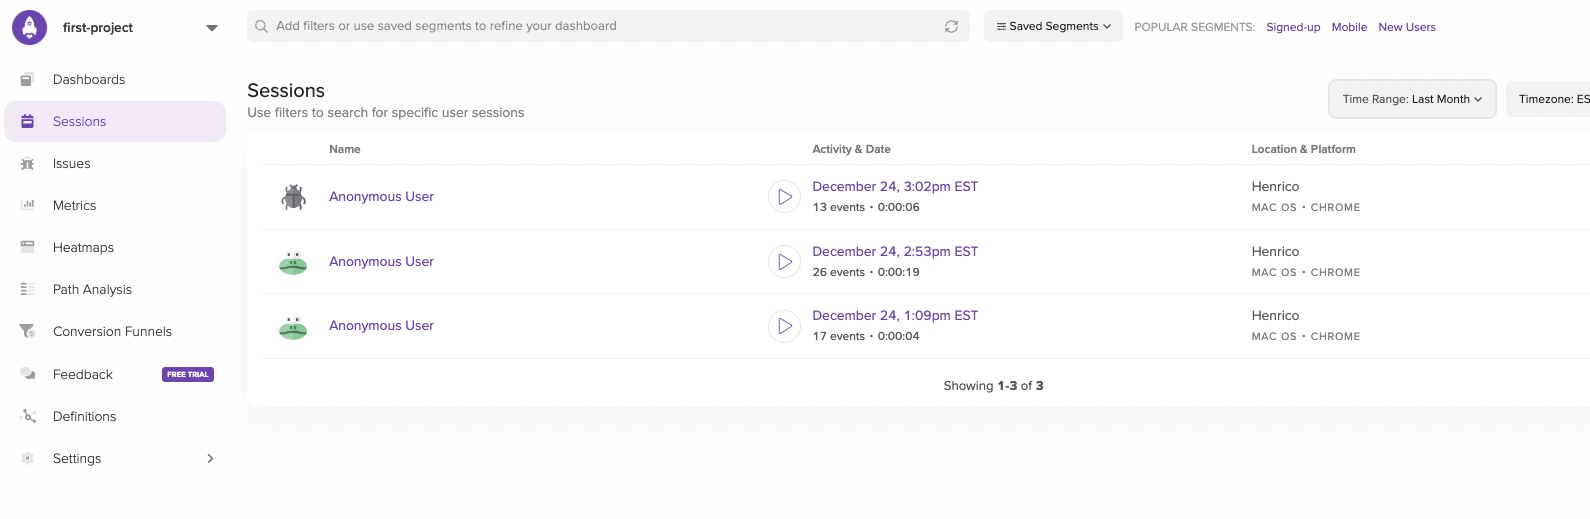 first-project
Add filters or use saved segments to refine your dashboard
Saved Segments
POPULAR SEGMENTS: Signed-up Mobile New Users
Dashboards
Sessions
Issues
Metrics
Heatmaps
Path Analysis
Conversion Funnels
Feedback FREE TRIAL
Definitions
Settings
Sessions
Use filters to search for specific user sessions
Time Range: Last Month
Timezone: ES
Name Activity & Date Location & Platform
Anonymous User December 24, 3:02pm EST Henrico
13 events • 0:00:06 MAC OS • CHROME
Anonymous User December 24, 2:53pm EST Henrico
26 events • 0:00:19 MAC OS • CHROME
Anonymous User December 24, 1:09pm EST Henrico
17 events • 0:00:04 MAC OS • CHROME
Showing 1-3 of 3